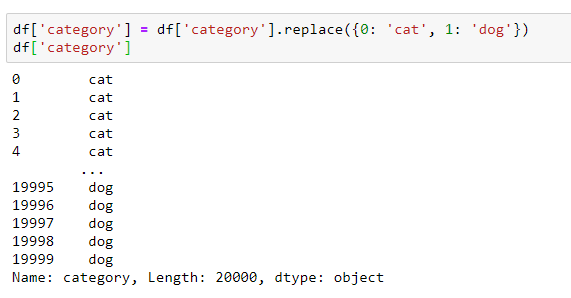 df['category'] = df['category'].replace({0: 'cat', 1: 'dog'})
df['category']
0        cat
1        cat
2        cat
3        cat
4        cat
        ...
19995    dog
19996    dog
19997    dog
19998    dog
19999    dog
Name: category, Length: 20000, dtype: object